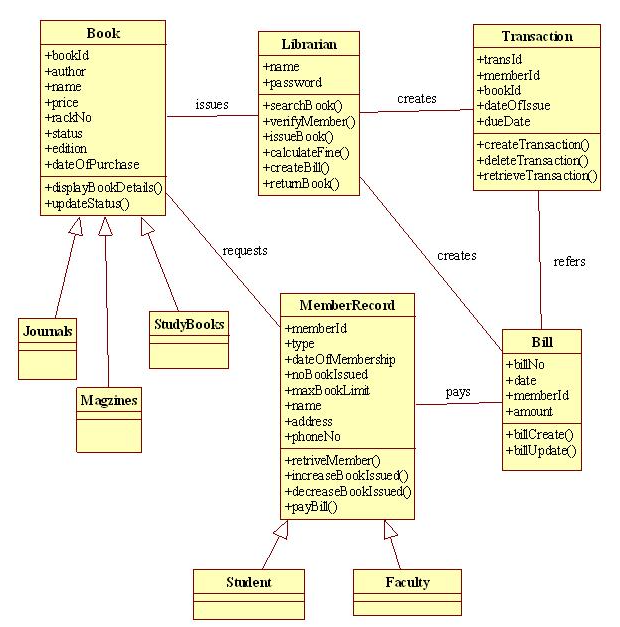 Book
+bookId
+author
+name
+price
+rackNo
+status
+edition
+dateOfPurchase
+displayBookDetails()
+updateStatus()
issues
Librarian
+name
+password
+searchBook()
+verifyMember()
+issueBook()
+calculateFine()
+createBill()
+returnBook()
creates
Transaction
+transId
+memberId
+bookId
+dateOfIssue
+dueDate
+createTransaction()
+deleteTransaction()
+retrieveTransaction()
requests
creates
refers
Journals
Magzines
StudyBooks
MemberRecord
+memberId
+type
+dateOfMembership
+noBookIssued
+maxBookLimit
+name
+address
+phoneNo
+retriveMember()
+increaseBookIssued()
+decreaseBookIssued()
+payBill()
pays
Bill
+billNo
+date
+memberId
+amount
+billCreate()
+billUpdate()
Student
Faculty